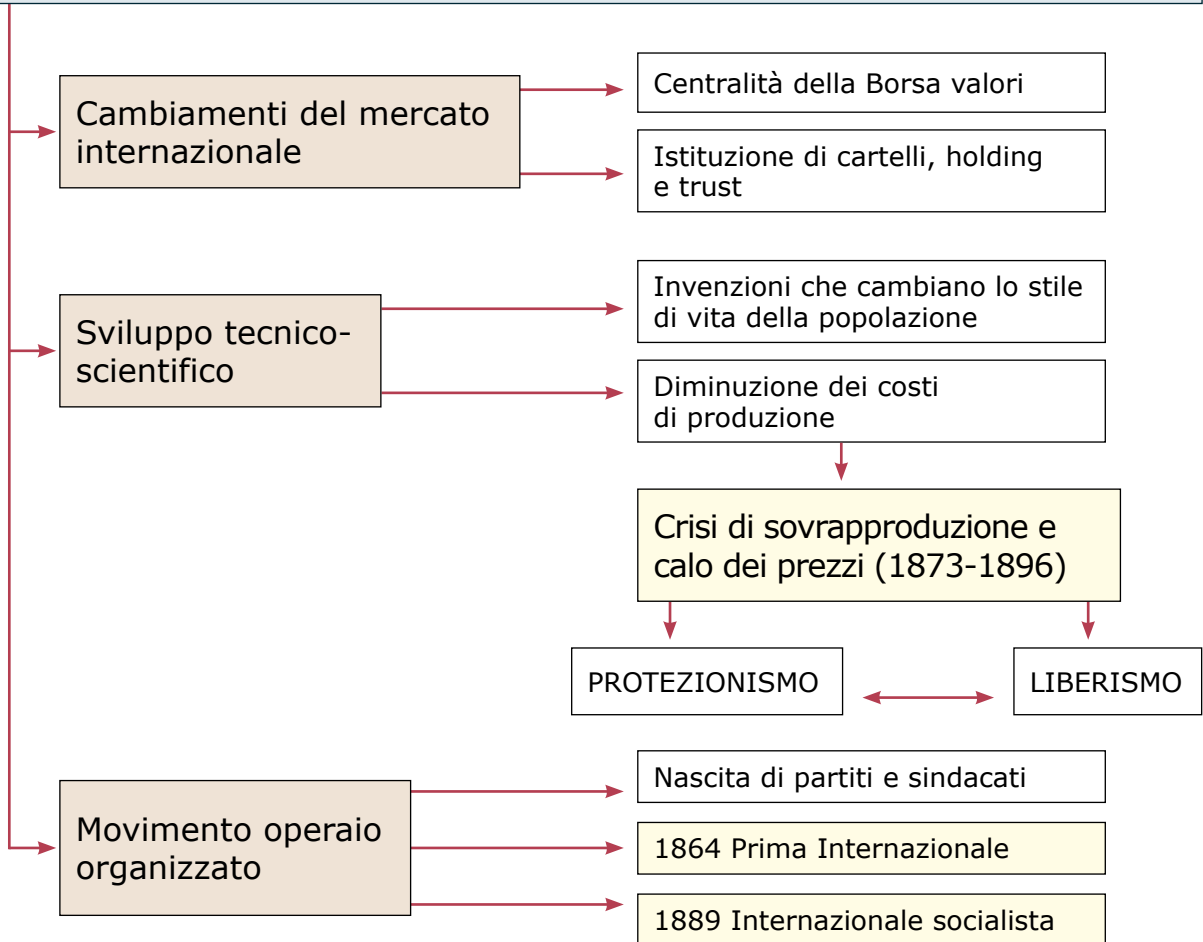 Cambiamenti del mercato
internazionale
Centralità della Borsa valori
Istituzione di cartelli, holding
e trust
Sviluppo tecnico-
scientifico
Invenzioni che cambiano lo stile
di vita della popolazione
Diminuzione dei costi
di produzione
Crisi di sovrapproduzione e
calo dei prezzi (1873-1896)
PROTEZIONISMO
LIBERISMO
Movimento operaio
organizzato
Nascita di partiti e sindacati
1864 Prima Internazionale
1889 Internazionale socialista